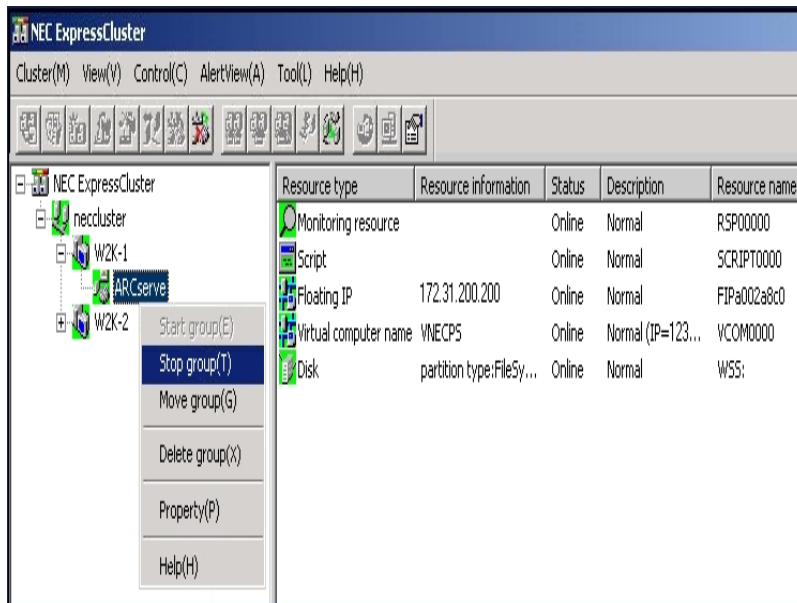 NEC ExpressCluster
Cluster(M) View(V) Control(C) AlertView(A) Tool(L) Help(H)
NEC ExpressCluster
neccluster
W2K-1
ARCserve
W2K-2
Start group(E)
Stop group(T)
Move group(G)
Delete group(X)
Property(P)
Help(H)
Resource type Resource information Status Description Resource name
Monitoring resource Online Normal RSP00000
Script Online Normal SCRIPT0000
Floating IP 172.31.200.200 Online Normal FIPa002a8c0
Virtual computer name VNECPS Online Normal (IP=123... VCOM0000
Disk partition type:FileSy... Online Normal WSS: